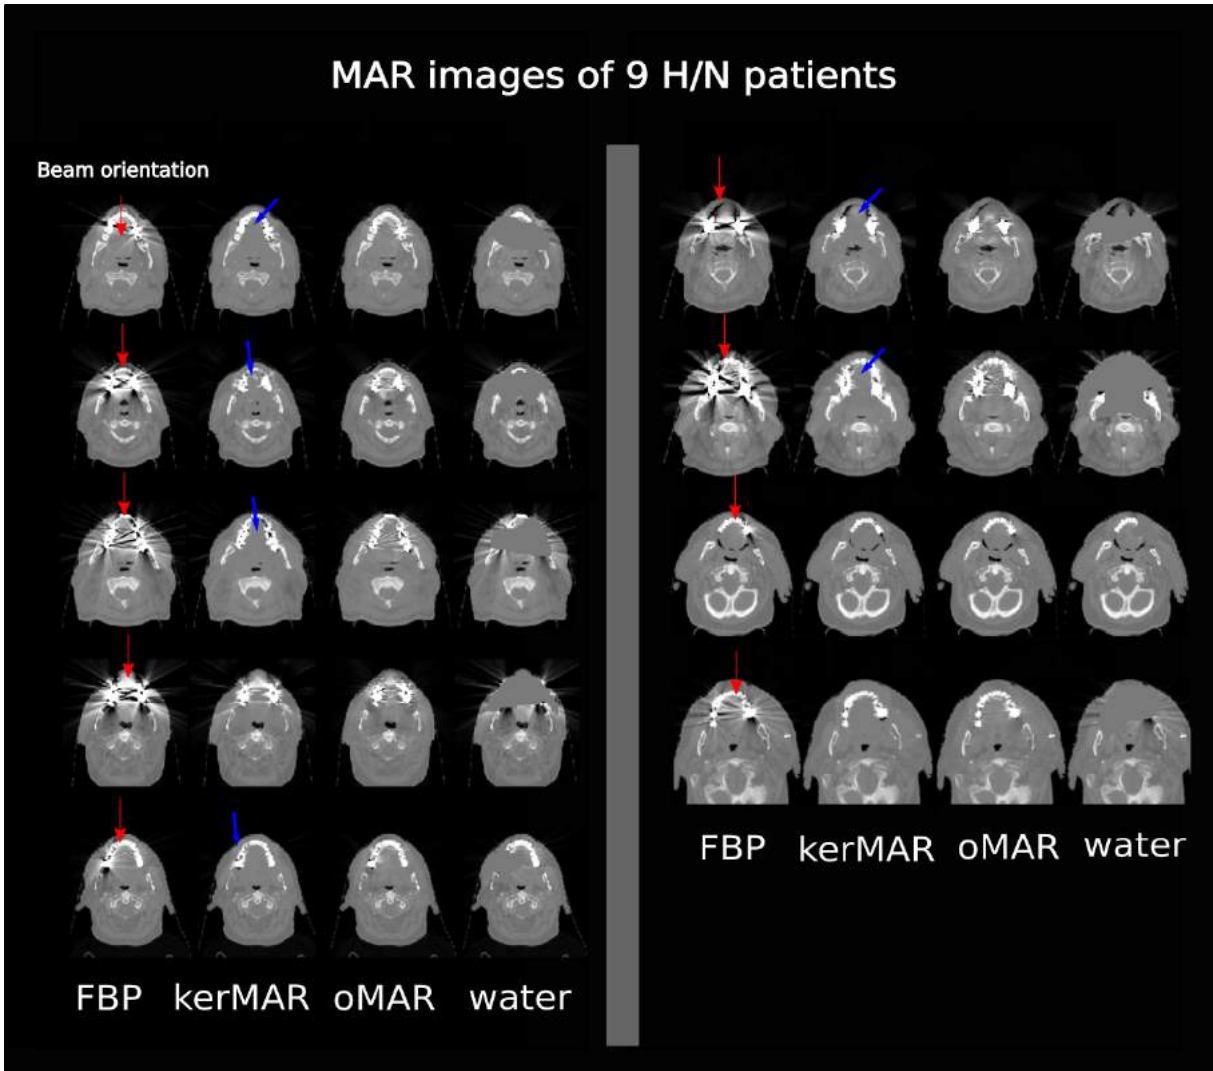 MAR images of 9 H/N patients
Beam orientation
FBP kerMAR oMAR water
FBP kerMAR oMAR water